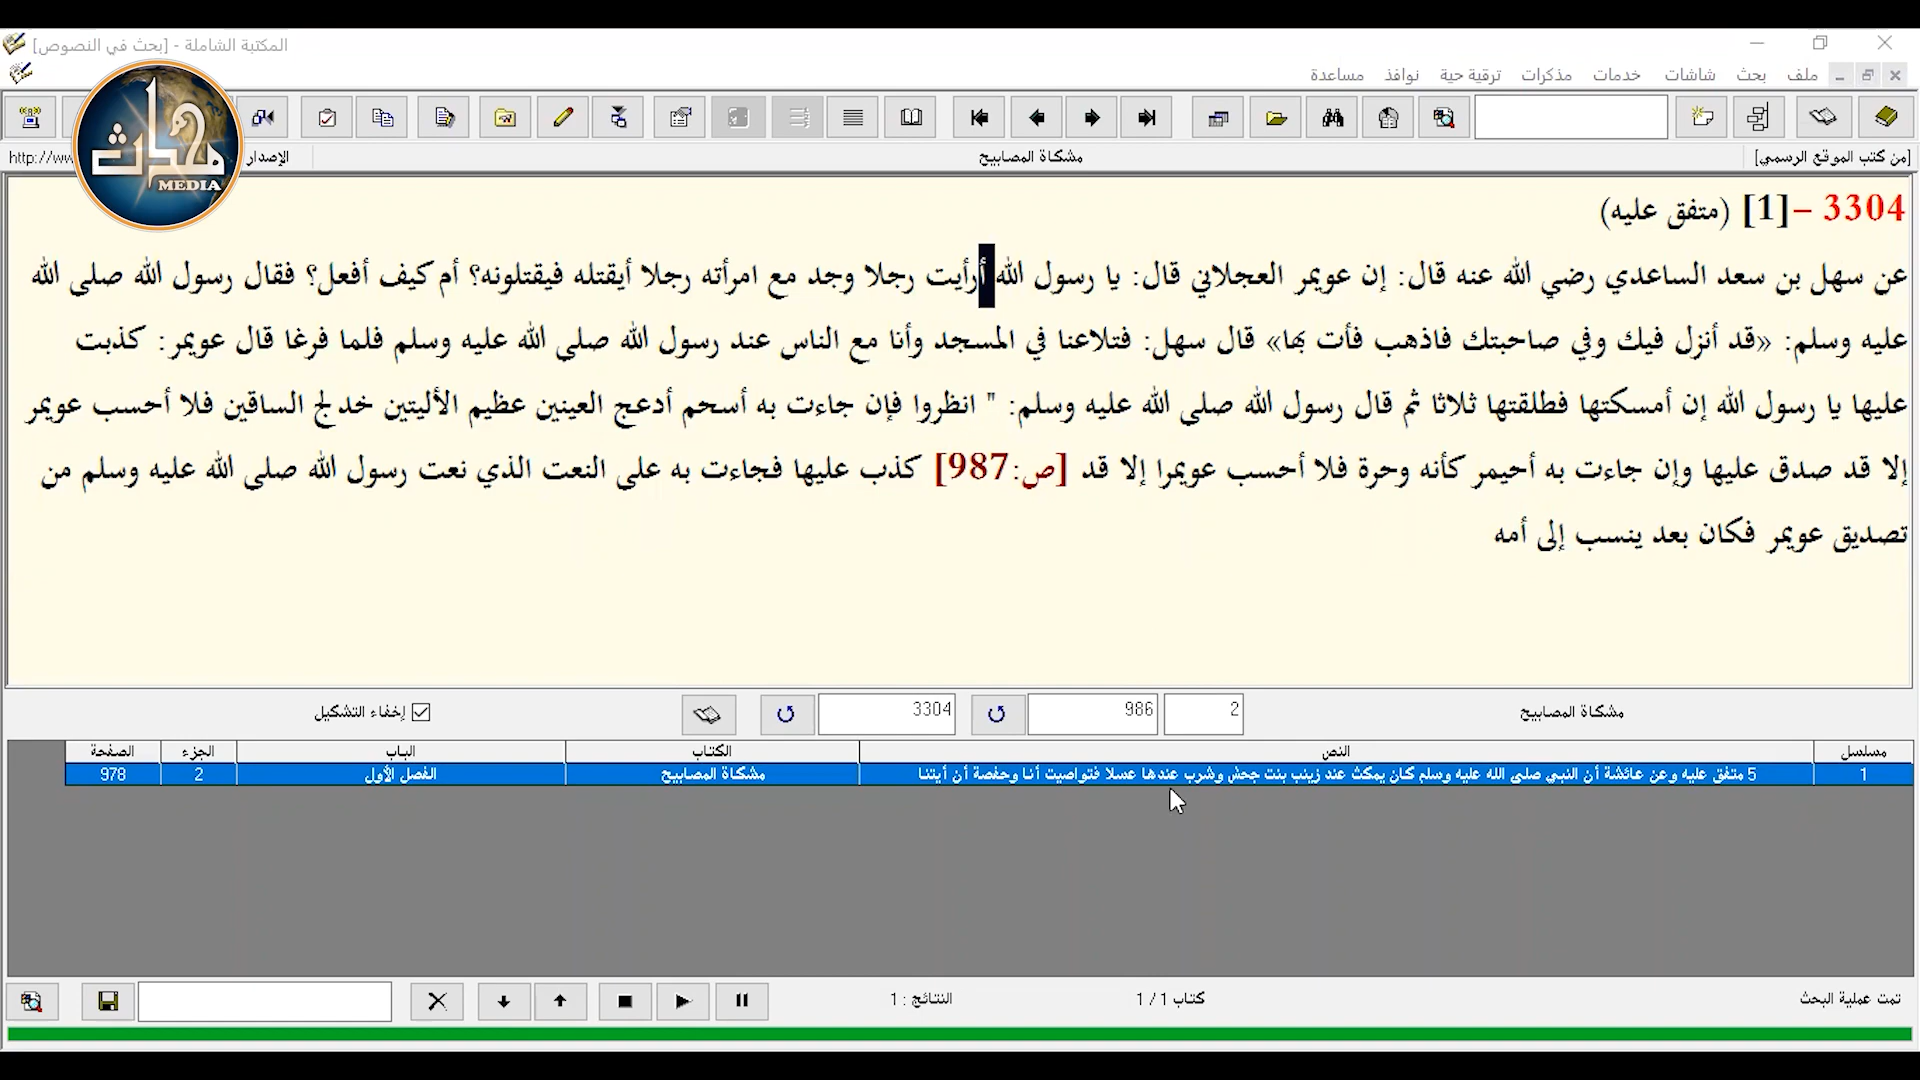 المكتبة الشاملة - [بحث في النصوص]
ملف بحث شاشات خدمات مذكرات ترقية حية نوافذ مساعدة
[من كتب الموقع الرسمي] مشكاة المصابيح الإصدار http://ww
محدث
MEDIA
3304 – [1] (متفق عليه)
عن سهل بن سعد الساعدي رضي الله عنه قال: إن عويمر العجلاني قال: يا رسول الله أرأيت رجلا وجد مع امرأته رجلا أيقتله فيقتلونه؟ أم كيف أفعل؟ فقال رسول الله صلى الله
عليه وسلم: «قد أنزل فيك وفي صاحبتك فاذهب فأت بها» قال سهل: فتلاعنا في المسجد وأنا مع الناس عند رسول الله صلى الله عليه وسلم فلما فرغا قال عويمر: كذبت
عليها يا رسول الله إن أمسكتها فطلقتها ثلاثا ثم قال رسول الله صلى الله عليه وسلم: " انظروا فإن جاءت به أسحم أدعج العينين عظيم الأليتين خدلج الساقين فلا أحسب عويمر
إلا قد صدق عليها وإن جاءت به أحيمر كأنه وحرة فلا أحسب عويمرا إلا قد [ص:987] كذب عليها فجاءت به على النعت الذي نعت رسول الله صلى الله عليه وسلم من
تصديق عويمر فكان بعد ينسب إلى أمه
مشكاة المصابيح 2 986 3304 إخفاء التشكيل
مسلسل النص الكتاب الباب الجزء الصفحة
1 5 متفق عليه وعن عائشة أن النبي صلى الله عليه وسلم كان يمكث عند زينب بنت جحش وشرب عندها عسلا فتواصيت أنا وحفصة أن أيتنا مشكاة المصابيح الفصل الأول 2 978
تمت عملية البحث كتاب 1 / 1 النتائج : 1